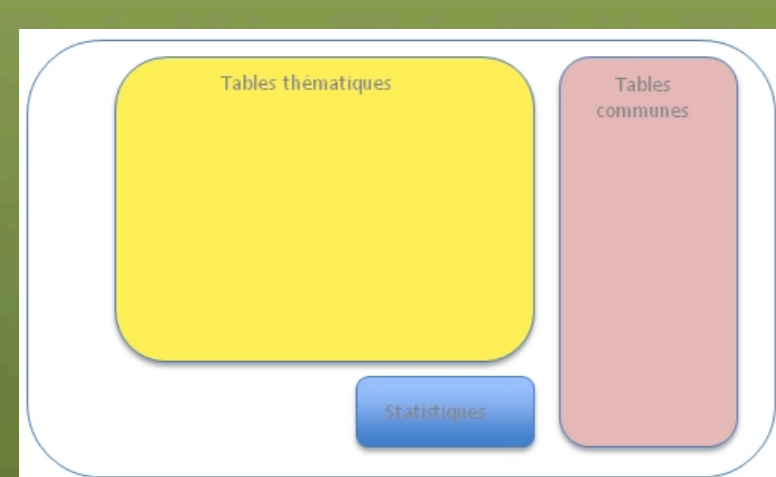 Tables thématiques
Tables
communes
Statistiques